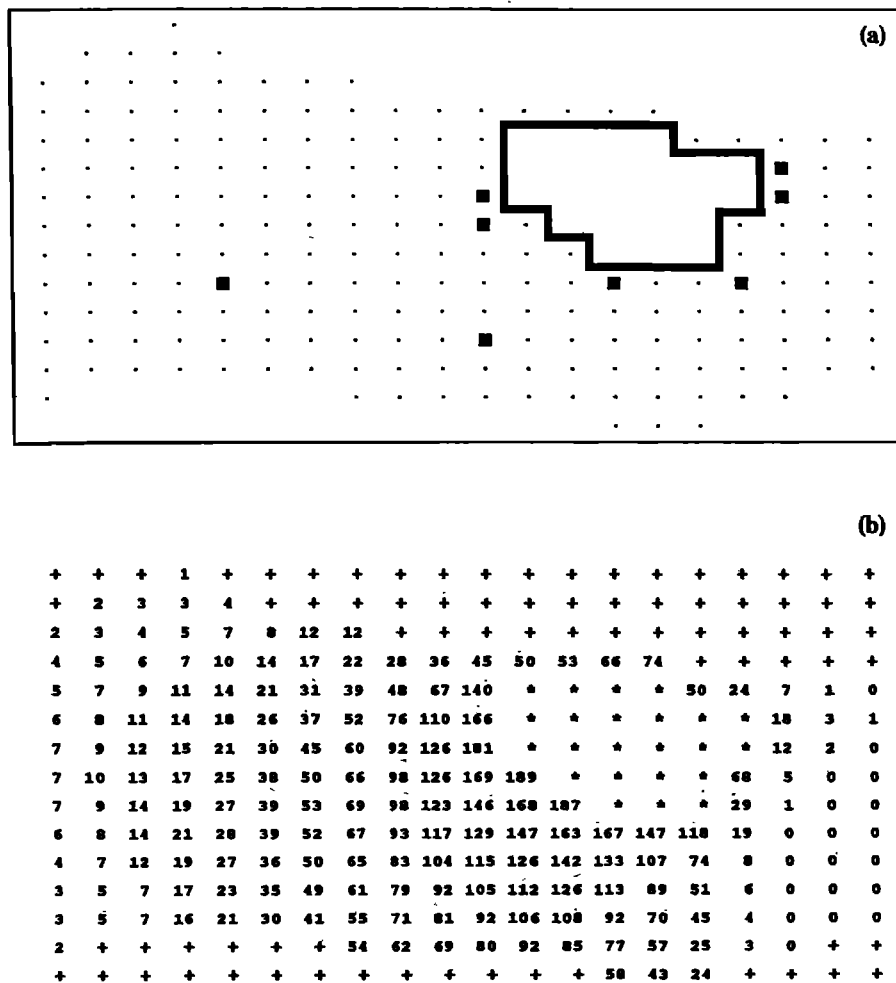 (a)
(b)
+ + + 1 + + + + + + + + + + + + + + + +
+ 2 3 3 4 + + + + + + + + + + + + + + +
2 3 4 5 7 8 12 12 + + + + + + + + + + + +
4 5 6 7 10 14 17 22 28 36 45 50 53 66 74 + + + + +
5 7 9 11 14 21 31 39 48 67 140 * * * * 50 24 7 1 0
6 8 11 14 18 26 37 52 76 110 166 * * * * * * 18 3 1
7 9 12 15 21 30 45 60 92 126 181 * * * * * * 12 2 0
7 10 13 17 25 38 50 66 98 126 169 189 * * * * 68 5 0 0
7 9 14 19 27 39 53 69 98 123 146 168 187 * * * 29 1 0 0
6 8 14 21 28 39 52 67 93 117 129 147 163 167 147 118 19 0 0 0
4 7 12 19 27 36 50 65 83 104 115 126 142 133 107 74 8 0 0 0
3 5 7 17 23 35 49 61 79 92 105 112 126 113 89 51 6 0 0 0
3 5 7 16 21 30 41 55 71 81 92 106 108 92 70 45 4 0 0 0
2 + + + + + + 54 62 69 80 92 85 77 57 25 3 0 + +
+ + + + + + + + + + + + + 58 43 24 + + + +